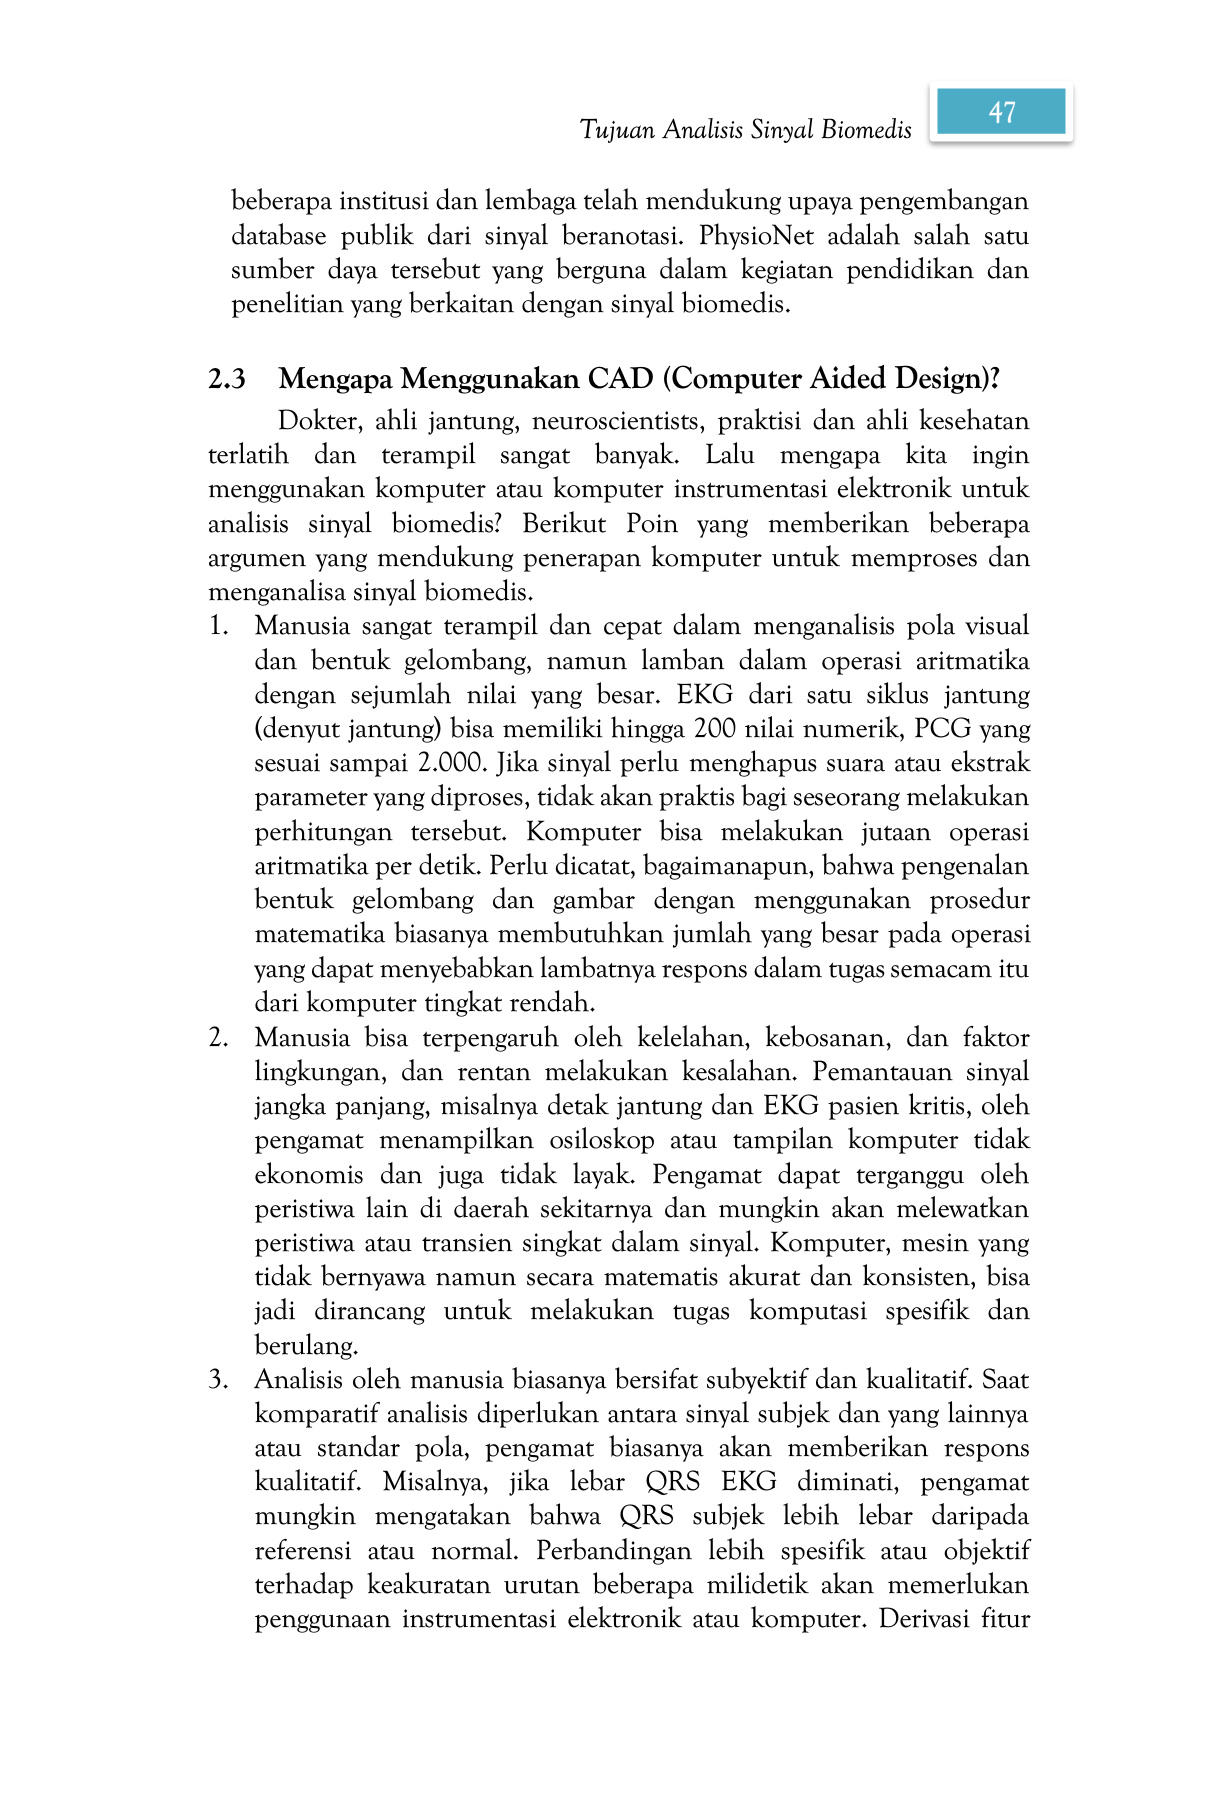 Tujuan Analisis Sinyal Biomedis
47
beberapa institusi dan lembaga telah mendukung upaya pengembangan
database publik dari sinyal beranotasi. PhysioNet adalah salah satu
sumber daya tersebut yang berguna dalam kegiatan pendidikan dan
penelitian yang berkaitan dengan sinyal biomedis.
2.3 Mengapa Menggunakan CAD (Computer Aided Design)?
Dokter, ahli jantung, neuroscientists, praktisi dan ahli kesehatan
terlatih dan terampil sangat banyak. Lalu mengapa kita ingin
menggunakan komputer atau komputer instrumentasi elektronik untuk
analisis sinyal biomedis? Berikut Poin yang memberikan beberapa
argumen yang mendukung penerapan komputer untuk memproses dan
menganalisa sinyal biomedis.
1. Manusia sangat terampil dan cepat dalam menganalisis pola visual
dan bentuk gelombang, namun lamban dalam operasi aritmatika
dengan sejumlah nilai yang besar. EKG dari satu siklus jantung
(denyut jantung) bisa memiliki hingga 200 nilai numerik, PCG yang
sesuai sampai 2.000. Jika sinyal perlu menghapus suara atau ekstrak
parameter yang diproses, tidak akan praktis bagi seseorang melakukan
perhitungan tersebut. Komputer bisa melakukan jutaan operasi
aritmatika per detik. Perlu dicatat, bagaimanapun, bahwa pengenalan
bentuk gelombang dan gambar dengan menggunakan prosedur
matematika biasanya membutuhkan jumlah yang besar pada operasi
yang dapat menyebabkan lambatnya respons dalam tugas semacam itu
dari komputer tingkat rendah.
2. Manusia bisa terpengaruh oleh kelelahan, kebosanan, dan faktor
lingkungan, dan rentan melakukan kesalahan. Pemantauan sinyal
jangka panjang, misalnya detak jantung dan EKG pasien kritis, oleh
pengamat menampilkan osiloskop atau tampilan komputer tidak
ekonomis dan juga tidak layak. Pengamat dapat terganggu oleh
peristiwa lain di daerah sekitarnya dan mungkin akan melewatkan
peristiwa atau transien singkat dalam sinyal. Komputer, mesin yang
tidak bernyawa namun secara matematis akurat dan konsisten, bisa
jadi dirancang untuk melakukan tugas komputasi spesifik dan
berulang.
3. Analisis oleh manusia biasanya bersifat subyektif dan kualitatif. Saat
komparatif analisis diperlukan antara sinyal subjek dan yang lainnya
atau standar pola, pengamat biasanya akan memberikan respons
kualitatif. Misalnya, jika lebar QRS EKG diminati, pengamat
mungkin mengatakan bahwa QRS subjek lebih lebar daripada
referensi atau normal. Perbandingan lebih spesifik atau objektif
terhadap keakuratan urutan beberapa milidetik akan memerlukan
penggunaan instrumentasi elektronik atau komputer. Derivasi fitur